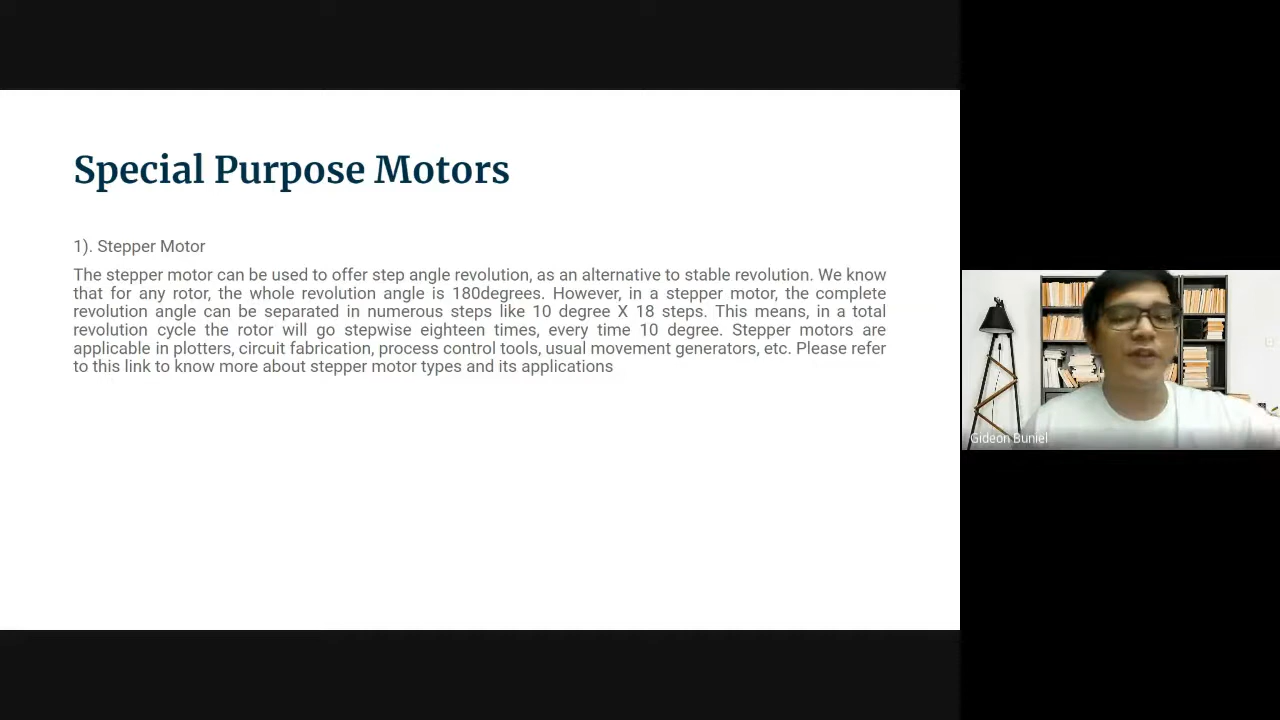 Special Purpose Motors
1). Stepper Motor
The stepper motor can be used to offer step angle revolution, as an alternative to stable revolution. We know
that for any rotor, the whole revolution angle is 180degrees. However, in a stepper motor, the complete
revolution angle can be separated in numerous steps like 10 degree X 18 steps. This means, in a total
revolution cycle the rotor will go stepwise eighteen times, every time 10 degree. Stepper motors are
applicable in plotters, circuit fabrication, process control tools, usual movement generators, etc. Please refer
to this link to know more about stepper motor types and its applications
Gideon Buniel